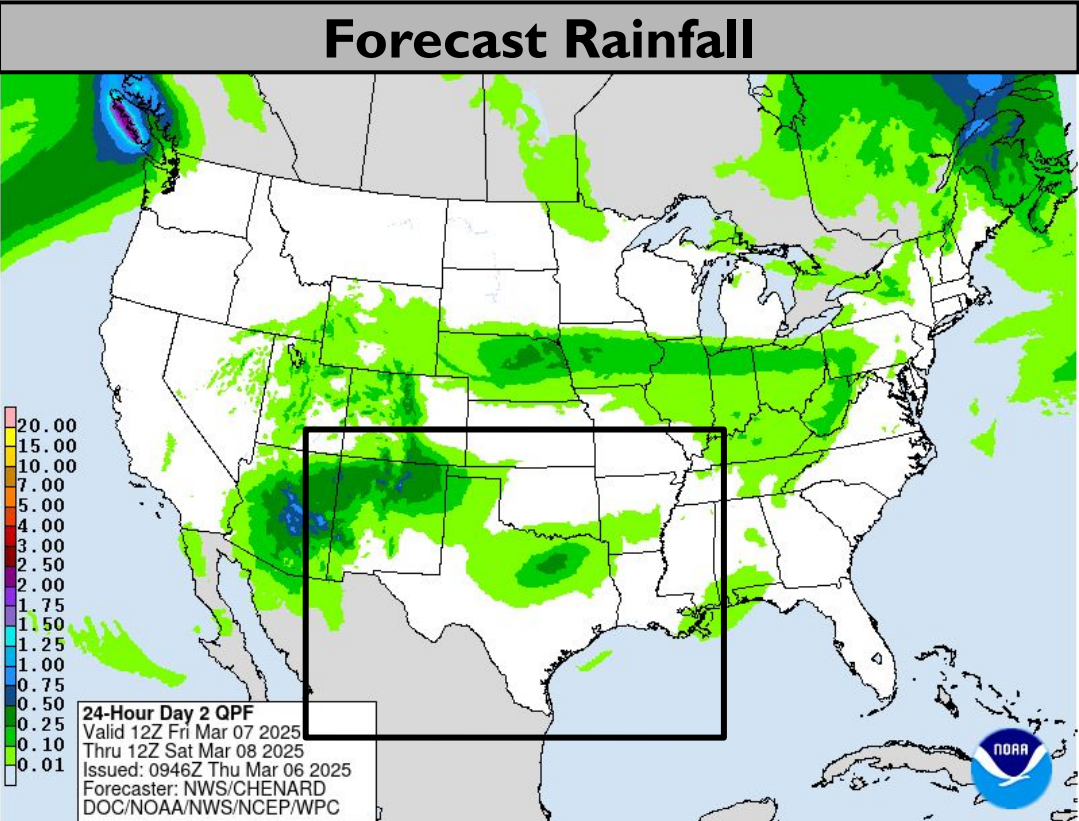 Forecast Rainfall
20.00
15.00
10.00
7.00
5.00
4.00
3.00
2.50
2.00
1.75
1.50
1.25
1.00
0.75
0.50
0.25
0.10
0.01
24-Hour Day 2 QPF
Valid 12Z Fri Mar 07 2025
Thru 12Z Sat Mar 08 2025
Issued: 0946Z Thu Mar 06 2025
Forecaster: NWS/CHENARD
DOC/NOAA/NWS/NCEP/WPC
NOAA